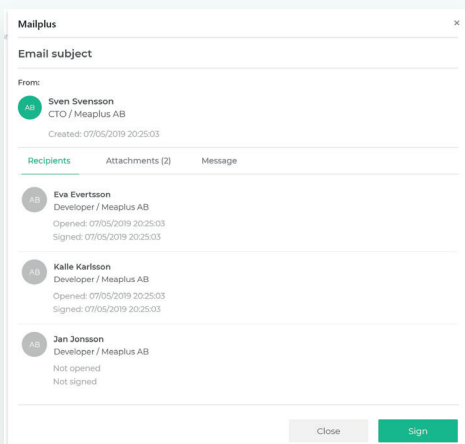 Mailplus
×
Email subject
From:
AB
Sven Svensson
CTO / Meaplus AB
Created: 07/05/2019 20:25:03
Recipients Attachments (2) Message
AB
Eva Evertsson
Developer / Meaplus AB
Opened: 07/05/2019 20:25:03
Signed: 07/05/2019 20:25:03
AB
Kalle Karlsson
Developer / Meaplus AB
Opened: 07/05/2019 20:25:03
Signed: 07/05/2019 20:25:03
AB
Jan Jonsson
Developer / Meaplus AB
Not opened
Not signed
Close Sign